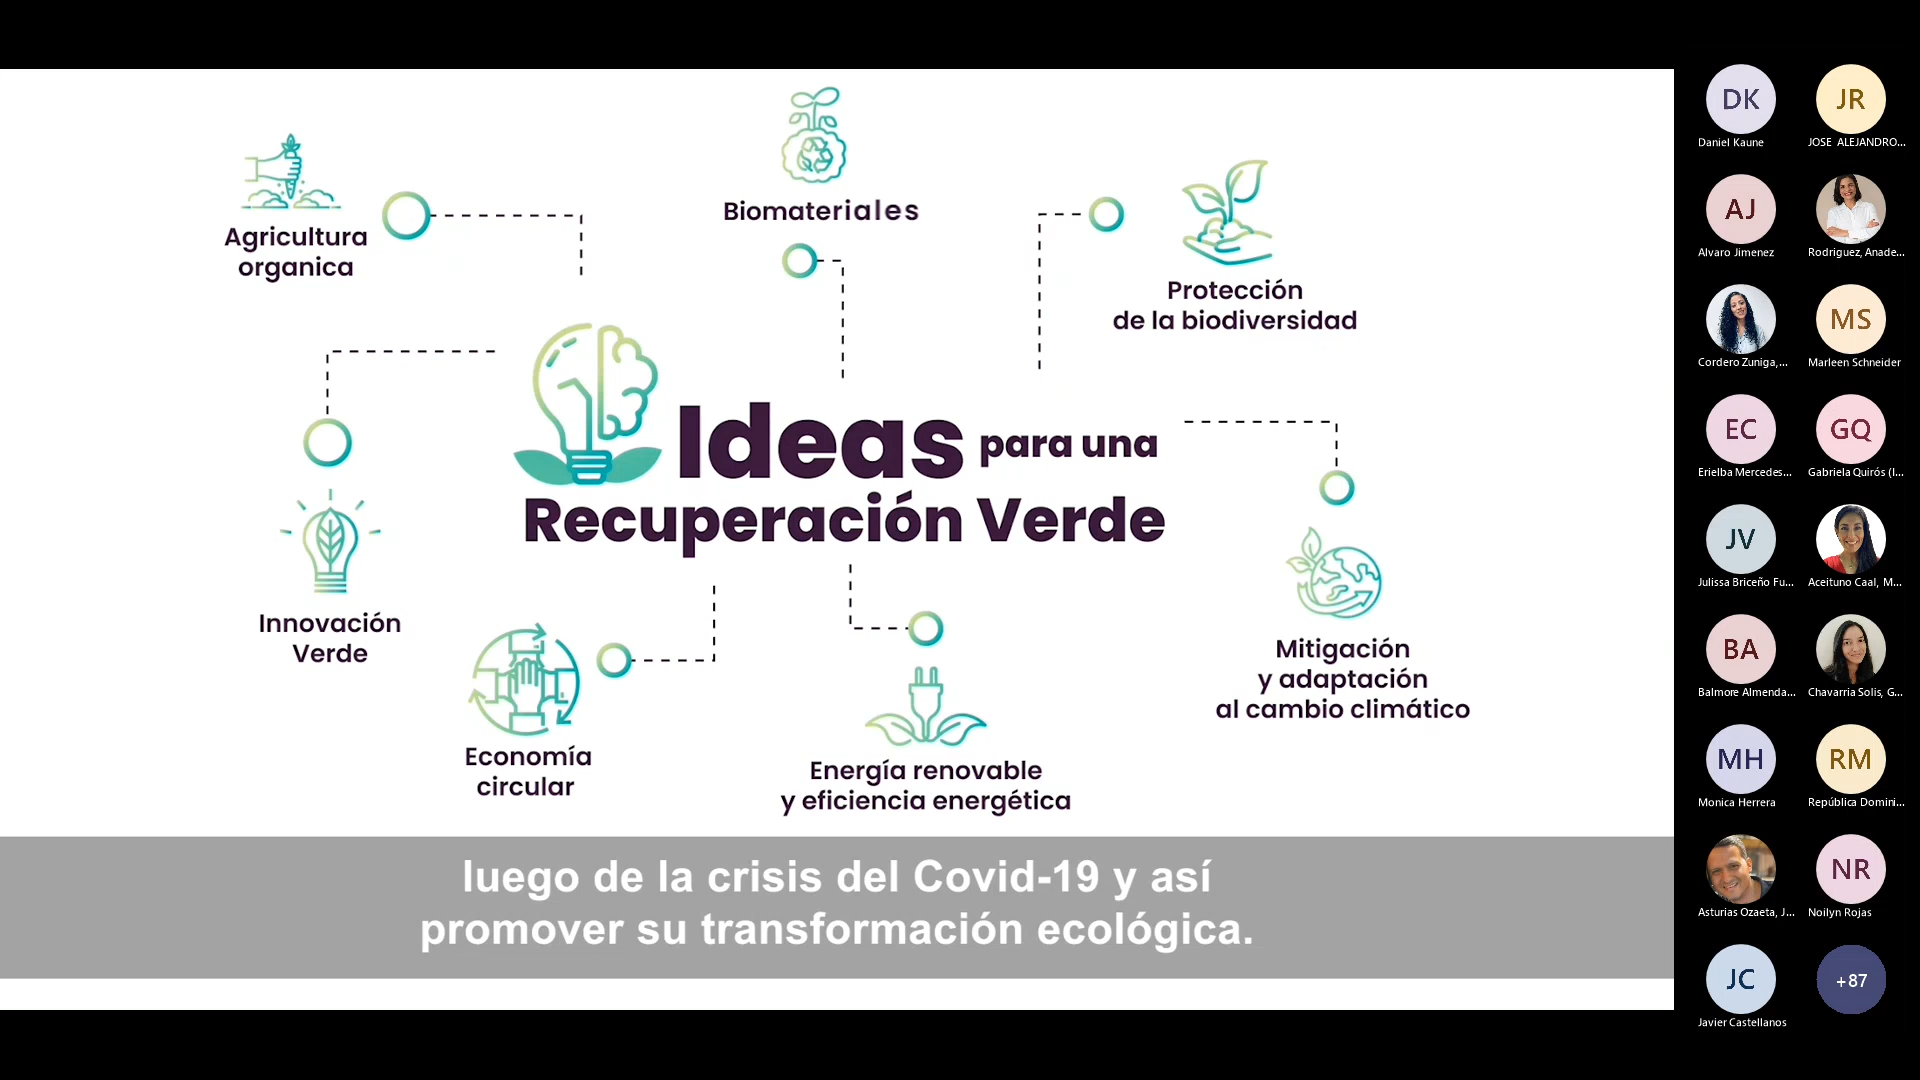 Biomateriales
Agricultura
organica
Protección
de la biodiversidad
Ideas para una
Recuperación Verde
Innovación
Verde
Mitigación
y adaptación
al cambio climático
Economía
circular
Energía renovable
y eficiencia energética
luego de la crisis del Covid-19 y así
promover su transformación ecológica.
DK
Daniel Kaune
JR
JOSE ALEJANDRO...
AJ
Alvaro Jimenez
Rodriguez, Anade...
Cordero Zuniga,...
MS
Marleen Schneider
EC
Erielba Mercedes...
GQ
Gabriela Quirós (I...
JV
Julissa Briceño Fu...
Aceituno Caal, M...
BA
Balmore Almenda...
Chavarria Solis, G...
MH
Monica Herrera
RM
República Domini...
Asturias Ozaeta, J...
NR
Noilyn Rojas
JC
Javier Castellanos
+87